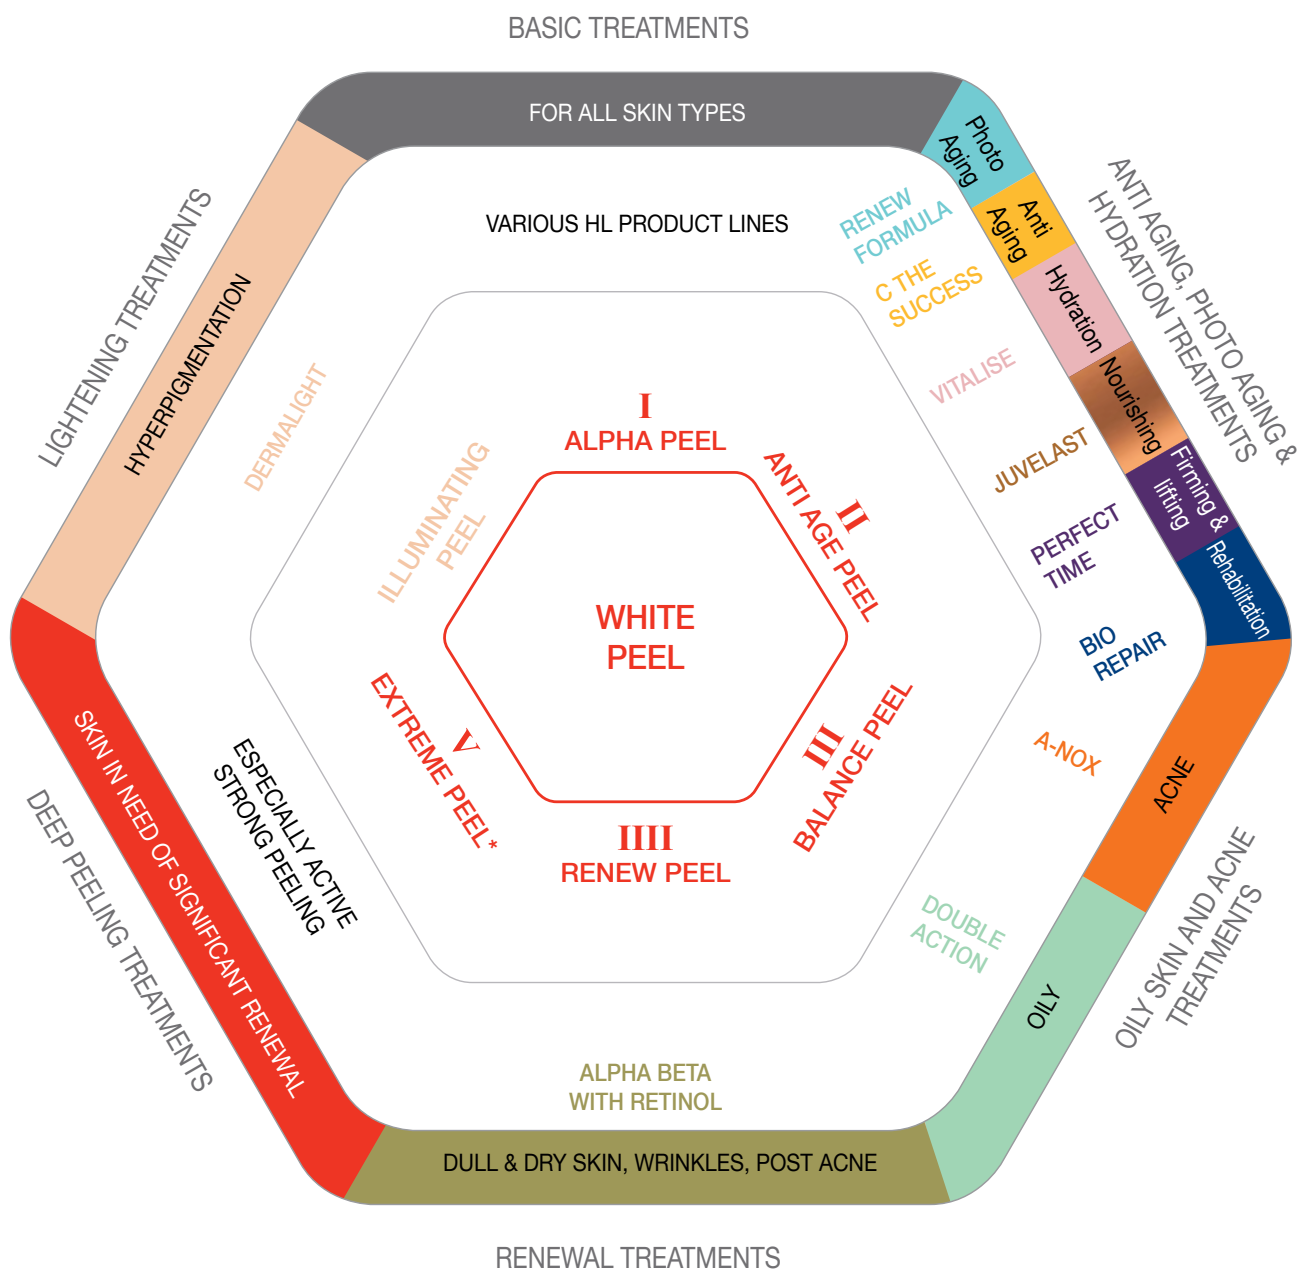 BASIC TREATMENTS
FOR ALL SKIN TYPES
VARIOUS HL PRODUCT LINES
Photo
Aging
Anti
Aging
Hydration
Nourishing
Firming &
lifting
Rehabilitation
ANTI AGING, PHOTO AGING &
HYDRATION TREATMENTS
RENEW
FORMULA
C THE
SUCCESS
VITALISE
JUVELAST
PERFECT
TIME
BIO
REPAIR
LIGHTENING TREATMENTS
HYPERPIGMENTATION
DERMALIGHT
ILLUMINATING
PEEL
I
ALPHA PEEL
II
ANTI AGE PEEL
WHITE
PEEL
III
BALANCE PEEL
IIII
RENEW PEEL
V
EXTREME PEEL*
A-NOX
ACNE
DOUBLE
ACTION
OILY
OILY SKIN AND ACNE
TREATMENTS
ESPECIALLY ACTIVE
STRONG PEELING
SKIN IN NEED OF SIGNIFICANT RENEWAL
DEEP PEELING TREATMENTS
ALPHA BETA
WITH RETINOL
DULL & DRY SKIN, WRINKLES, POST ACNE
RENEWAL TREATMENTS